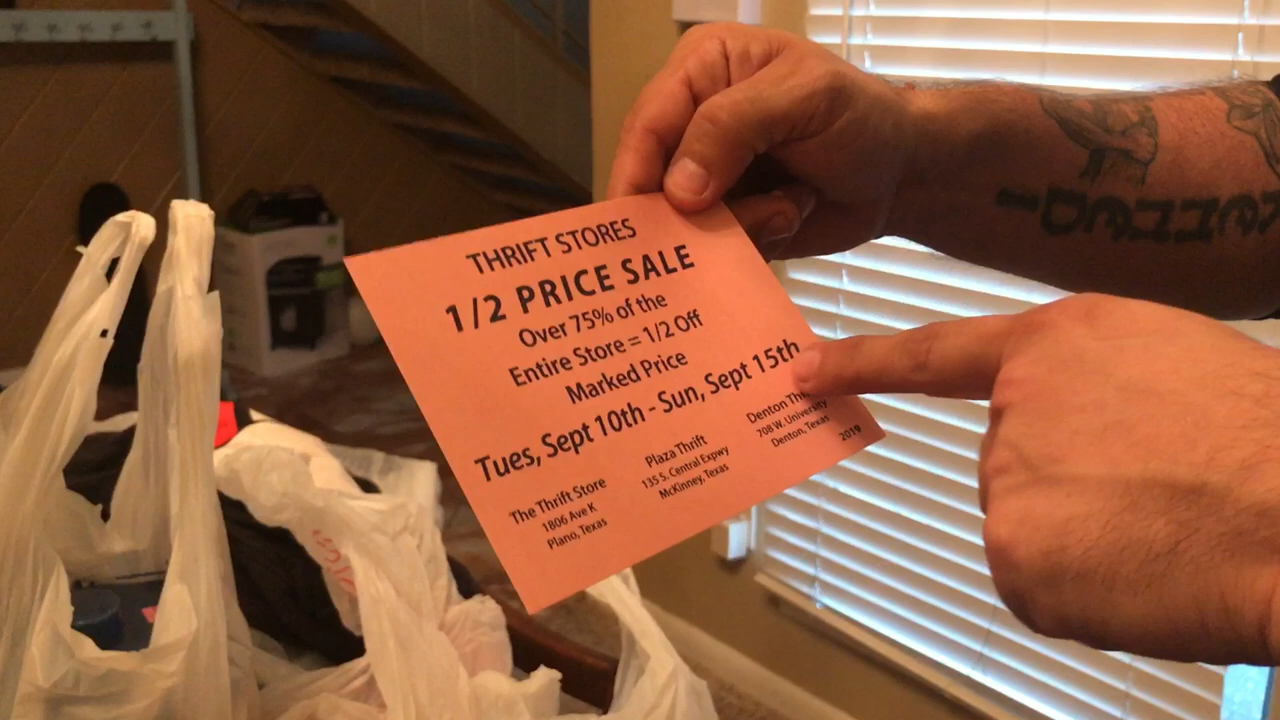 THRIFT STORES
1/2 PRICE SALE
Over 75% of the
Entire Store = 1/2 Off
Marked Price
Tues, Sept 10th - Sun, Sept 15th
The Thrift Store
1806 Ave K
Plano, Texas
Plaza Thrift
135 S. Central Expwy
McKinney, Texas
Denton
708 W. University
Denton, Texas
2019